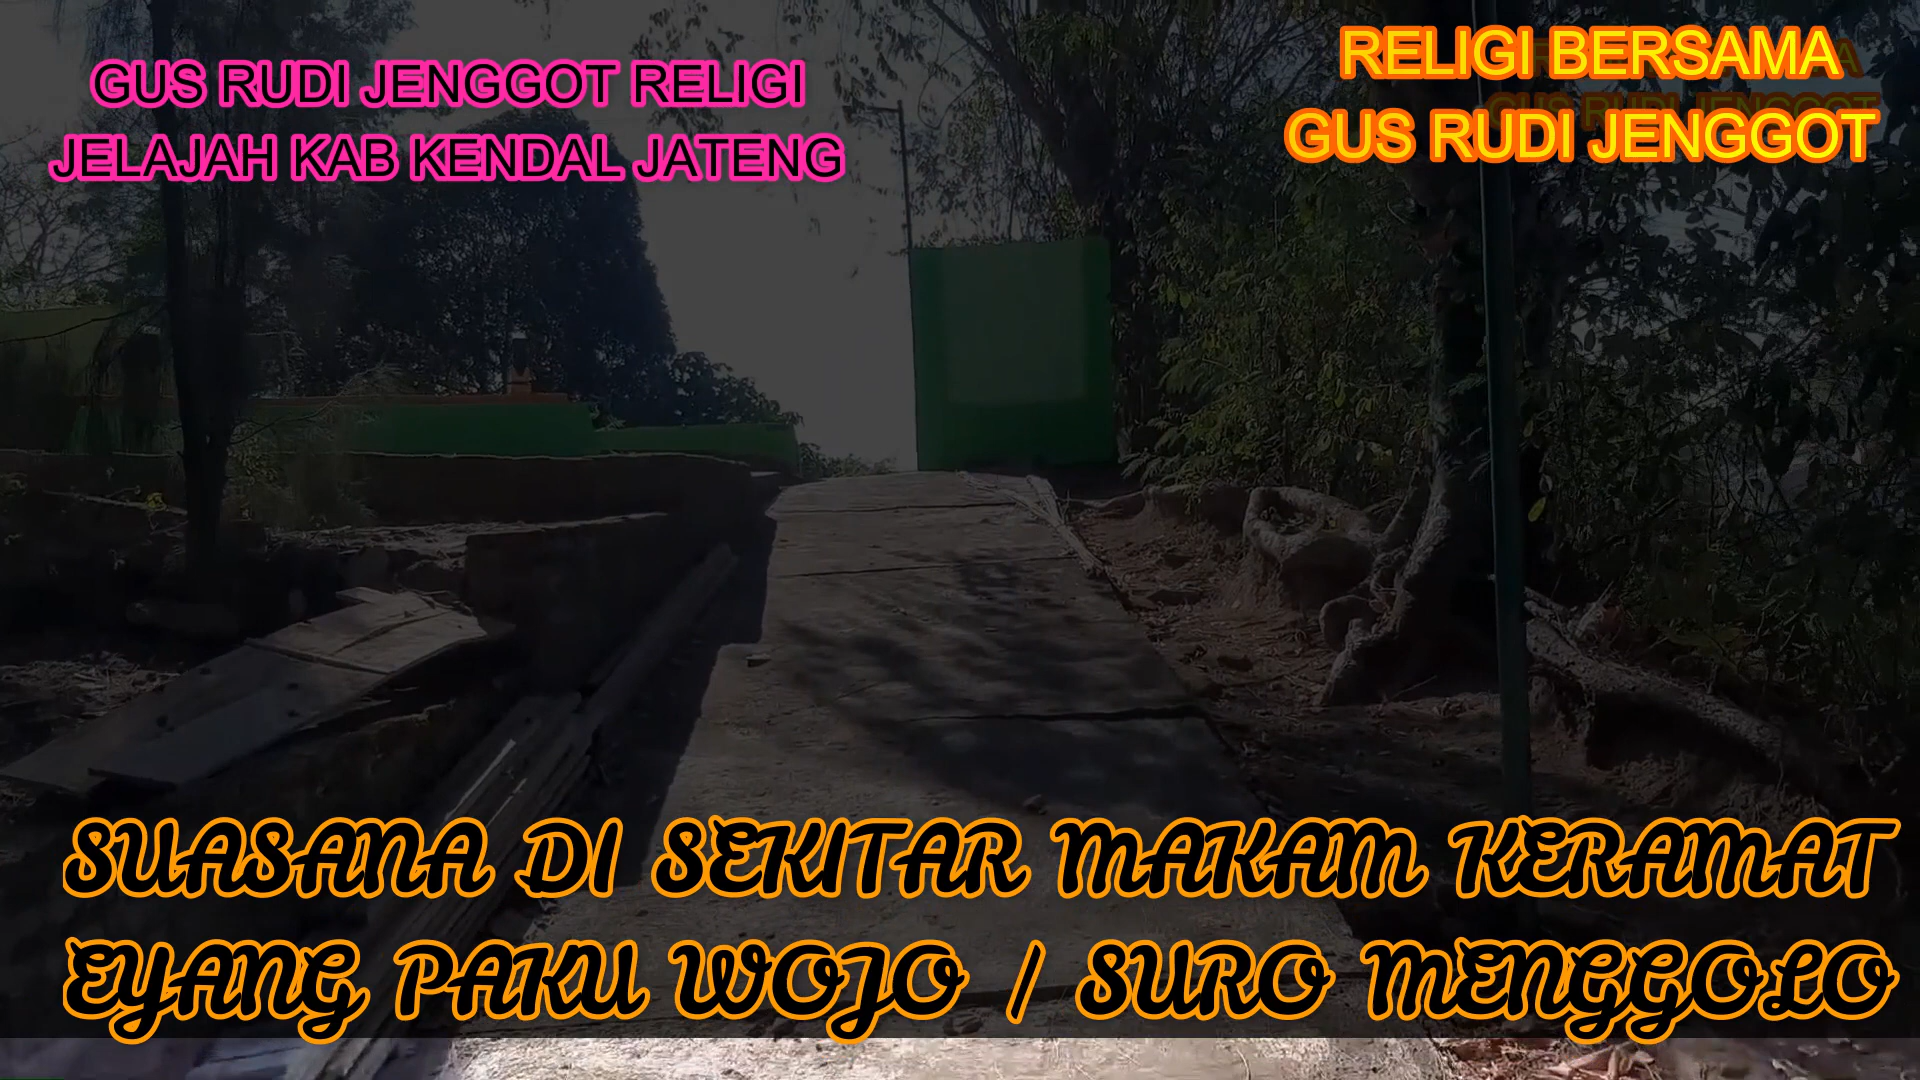 GUS RUDI JENGGOT RELIGI
JELAJAH KAB KENDAL JATENG
RELIGI BERSAMA
GUS RUDI JENGGOT
SUASANA DI SEKITAR MAKAM KERAMAT
EYANG PAKU WOJO / SURO MENGGOLO